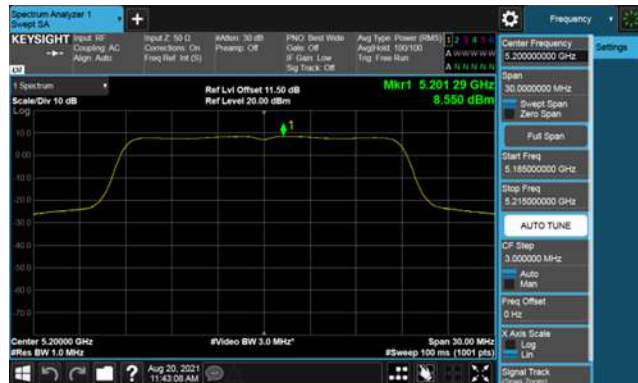 Spectrum Analyzer 1
Swept SA
+
Frequency
KEYSIGHT
Input: RF
Coupling: AC
Align: Auto
Input Z: 50 Ω
Corrections: On
Freq Ref: Int (S)
#Atten: 30 dB
Preamp: Off
PNO: Best Wide
Gate: Off
IF Gain: Low
Sig Track: Off
Avg Type: Power (RMS)
Avg|Hold: 100/100
Trig: Free Run
1 2 3 4 5 6
A W W W W W
A N N N N N
Center Frequency
5.200000000 GHz
Settings
Span
30.0000000 MHz
Swept Span
Zero Span
Full Span
Start Freq
5.185000000 GHz
Stop Freq
5.215000000 GHz
AUTO TUNE
CF Step
3.000000 MHz
Auto
Man
Freq Offset
0 Hz
X Axis Scale
Log
Lin
Signal Track
1 Spectrum
Scale/Div 10 dB
Log
Ref Lvl Offset 11.50 dB
Ref Level 20.00 dBm
Mkr1 5.201 29 GHz
8.550 dBm
1
10.0
0.00
-10.0
-20.0
-30.0
-40.0
-50.0
-60.0
-70.0
Center 5.20000 GHz
#Res BW 1.0 MHz
#Video BW 3.0 MHz*
Span 30.00 MHz
#Sweep 100 ms (1001 pts)
?
Aug 20, 2021
11:43:08 AM